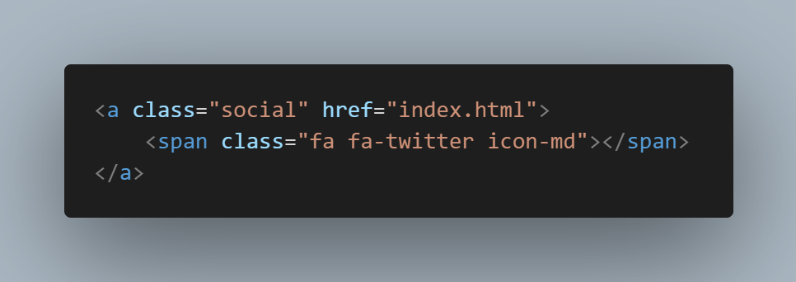 <a class="social" href="index.html">
    <span class="fa fa-twitter icon-md"></span>
</a>